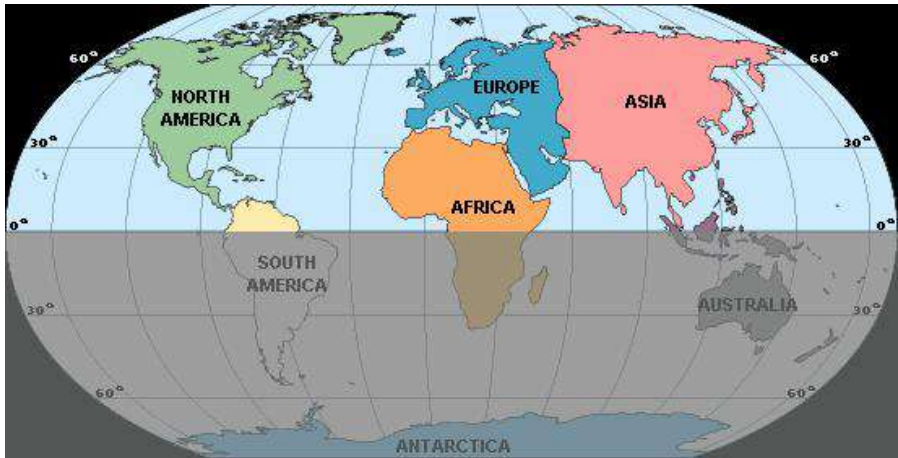 60°
60°
EUROPE
NORTH
AMERICA
ASIA
30°
30°
AFRICA
0°
0°
SOUTH
AMERICA
AUSTRALIA
30°
30°
60°
60°
ANTARCTICA